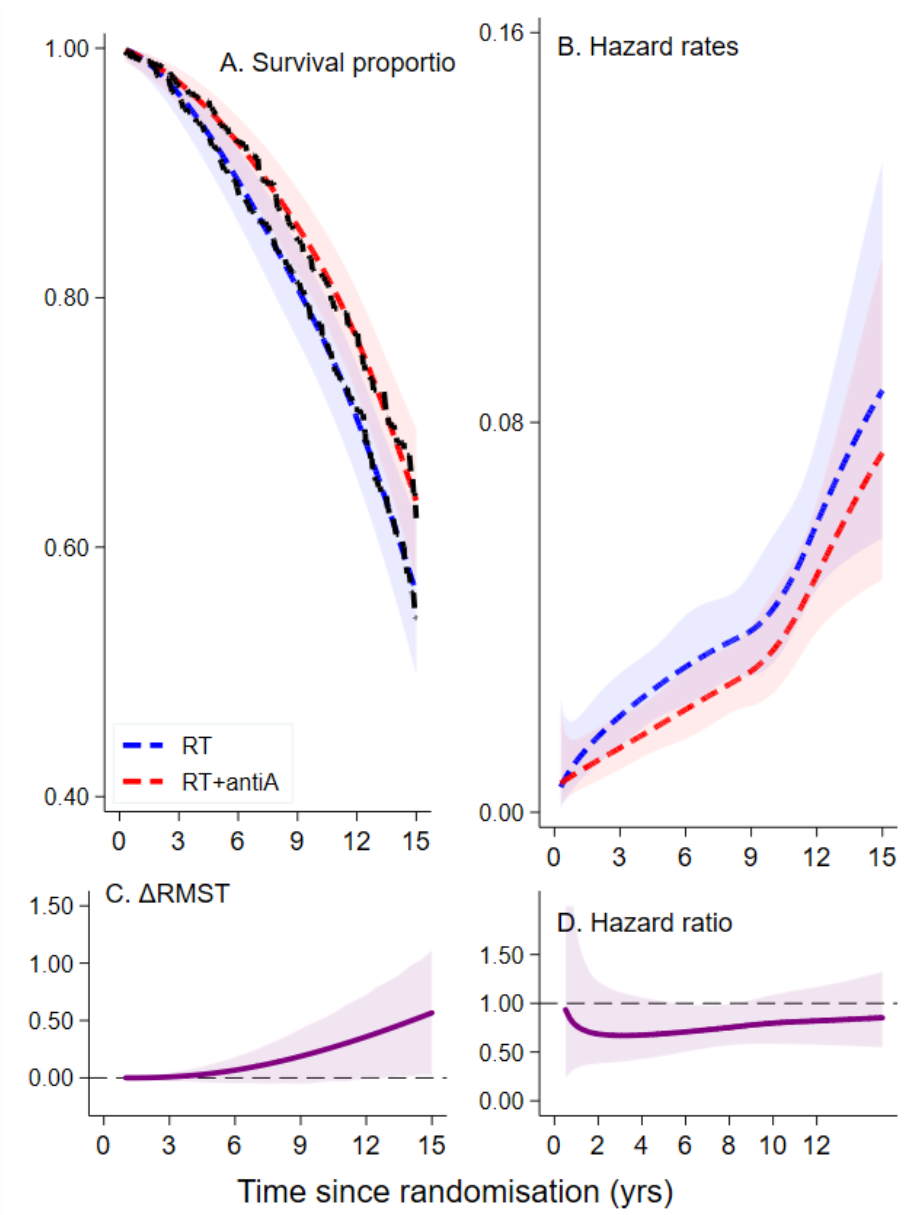 A. Survival proportio
1.00
0.80
0.60
0.40
RT
RT+antiA
0 3 6 9 12 15
B. Hazard rates
0.16
0.08
0.00
0 3 6 9 12 15
C. ΔRMST
1.50
1.00
0.50
0.00
0 3 6 9 12 15
D. Hazard ratio
1.50
1.00
0.50
0.00
0 2 4 6 8 10 12
Time since randomisation (yrs)